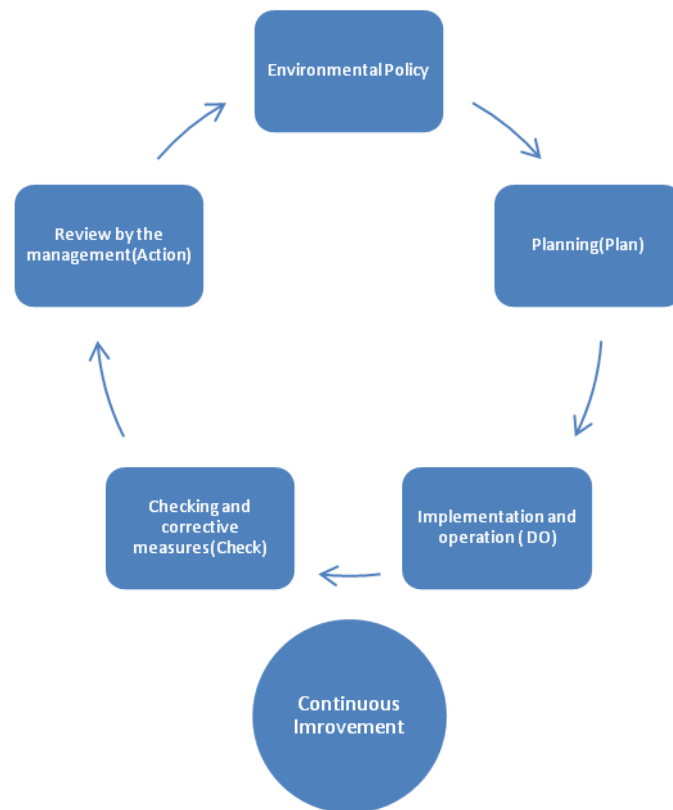 Environmental Policy
Planning(Plan)
Implementation and
operation ( DO)
Checking and
corrective
measures(Check)
Review by the
management(Action)
Continuous
Imrovement